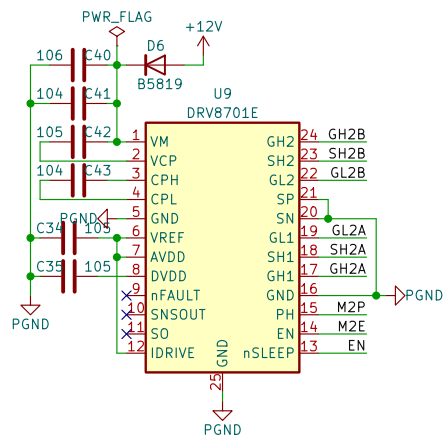 PWR_FLAG
+12V
D6
B5819
106 C40
104 C41
105 C42
104 C43
PGND
C34 105
C35 105
PGND
U9
DRV8701E
1 VM
2 VCP
3 CPH
4 CPL
5 GND
6 VREF
7 AVDD
8 DVDD
9 nFAULT
10 SNSOUT
11 SO
12 IDRIVE
GH2 24 GH2B
SH2 23 SH2B
GL2 22 GL2B
SP 21
SN 20
GL1 19 GL2A
SH1 18 SH2A
GH1 17 GH2A
GND 16
PGND
PH 15 M2P
EN 14 M2E
nSLEEP 13 EN
GND
25
PGND